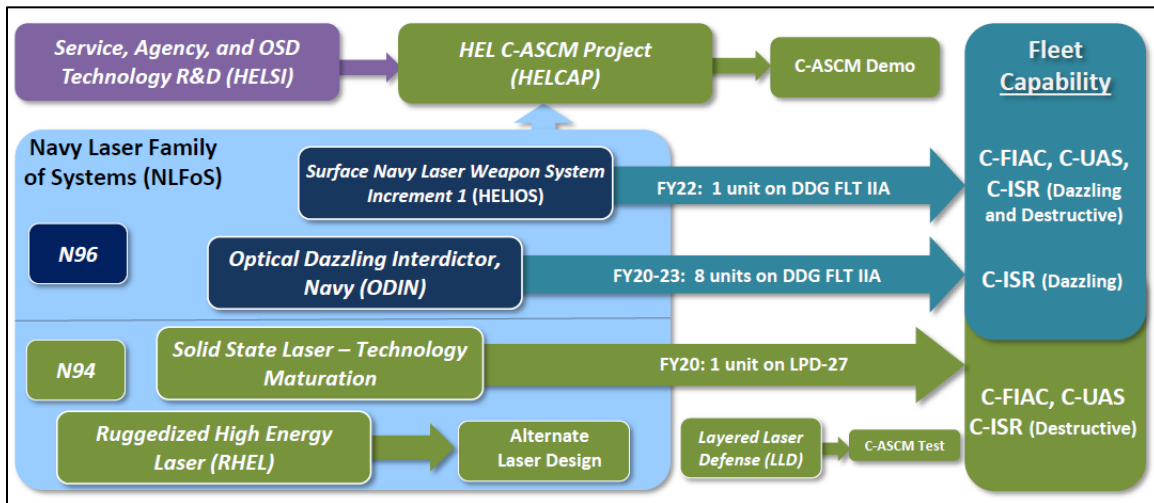 Service, Agency, and OSD
Technology R&D (HELSI)
HEL C-ASCM Project
(HELCAP)
C-ASCM Demo
Fleet
Capability
Navy Laser Family
of Systems (NLFoS)
Surface Navy Laser Weapon System
Increment 1 (HELIOS)
FY22: 1 unit on DDG FLT IIA
C-FIAC, C-UAS,
C-ISR (Dazzling
and Destructive)
N96
Optical Dazzling Interdictor,
Navy (ODIN)
FY20-23: 8 units on DDG FLT IIA
C-ISR (Dazzling)
N94
Solid State Laser – Technology
Maturation
FY20: 1 unit on LPD-27
C-FIAC, C-UAS
C-ISR (Destructive)
Ruggedized High Energy
Laser (RHEL)
Alternate
Laser Design
Layered Laser
Defense (LLD)
C-ASCM Test